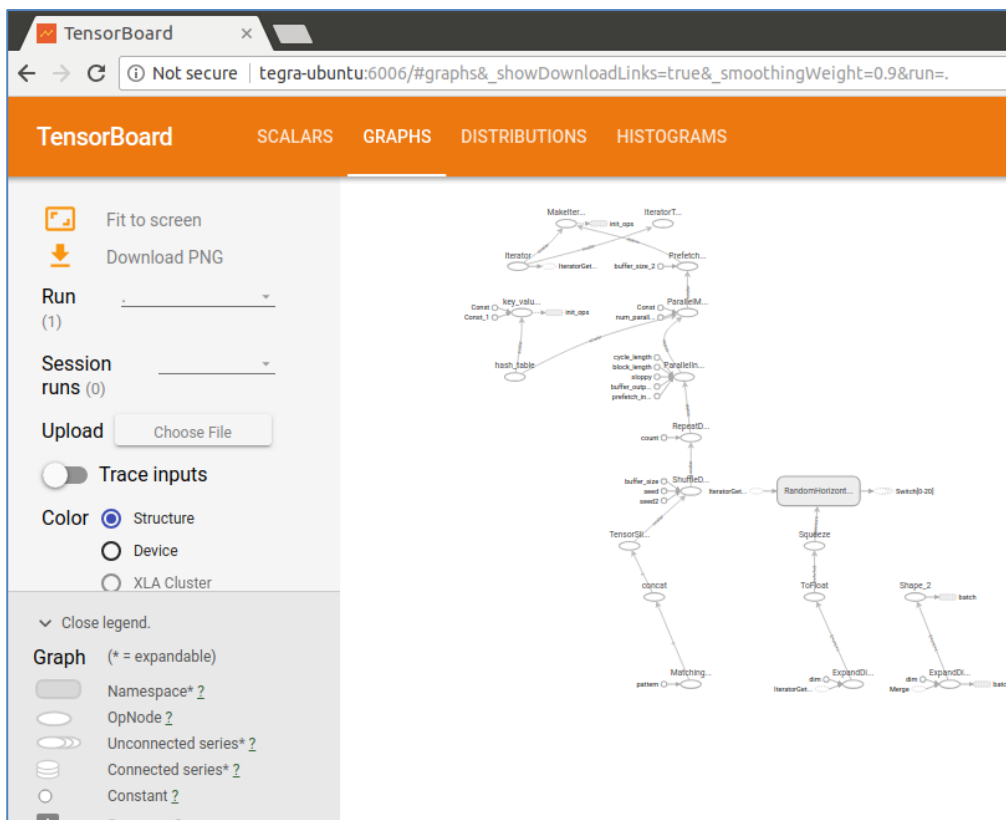 TensorBoard
Not secure | tegra-ubuntu:6006/#graphs&_showDownloadLinks=true&_smoothingWeight=0.9&run=.
TensorBoard SCALARS GRAPHS DISTRIBUTIONS HISTOGRAMS
Fit to screen
Download PNG
Run .
(1)
Session
runs (0)
Upload Choose File
Trace inputs
Color Structure
Device
XLA Cluster
Close legend.
Graph (* = expandable)
Namespace* ?
OpNode ?
Unconnected series* ?
Connected series* ?
Constant ?
MakeIter... IteratorT...
init_ops
Iterator Prefetch...
IteratorGet... buffer_size_2
key_valu... Const ParallelM...
Const
Const_1 init_ops num_parall...
hash_table
cycle_length
block_length ParallelIn...
sloppy
buffer_outp...
prefetch_in...
RepeatD...
count
buffer_size ShuffleD...
seed
seed2
IteratorGet... RandomHorizont... Switch[0-20]
TensorSli... Squeeze
concat ToFloat Shape_2
batch
Matching... ExpandDi... ExpandDi...
pattern dim dim
IteratorGet... Merge batc